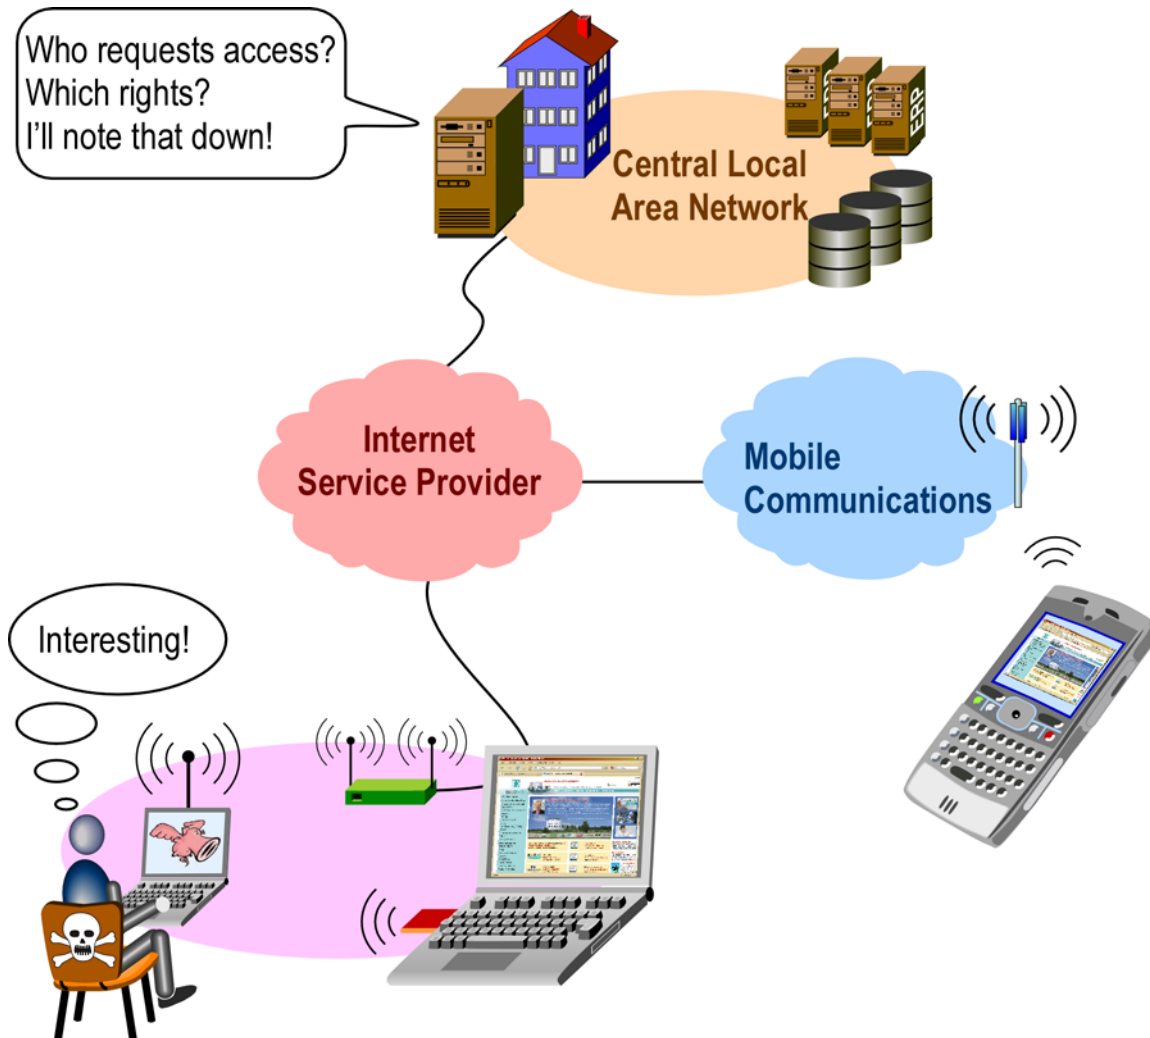 Who requests access?
Which rights?
I'll note that down!
ERP
Central Local
Area Network
Internet
Service Provider
Mobile
Communications
Interesting!